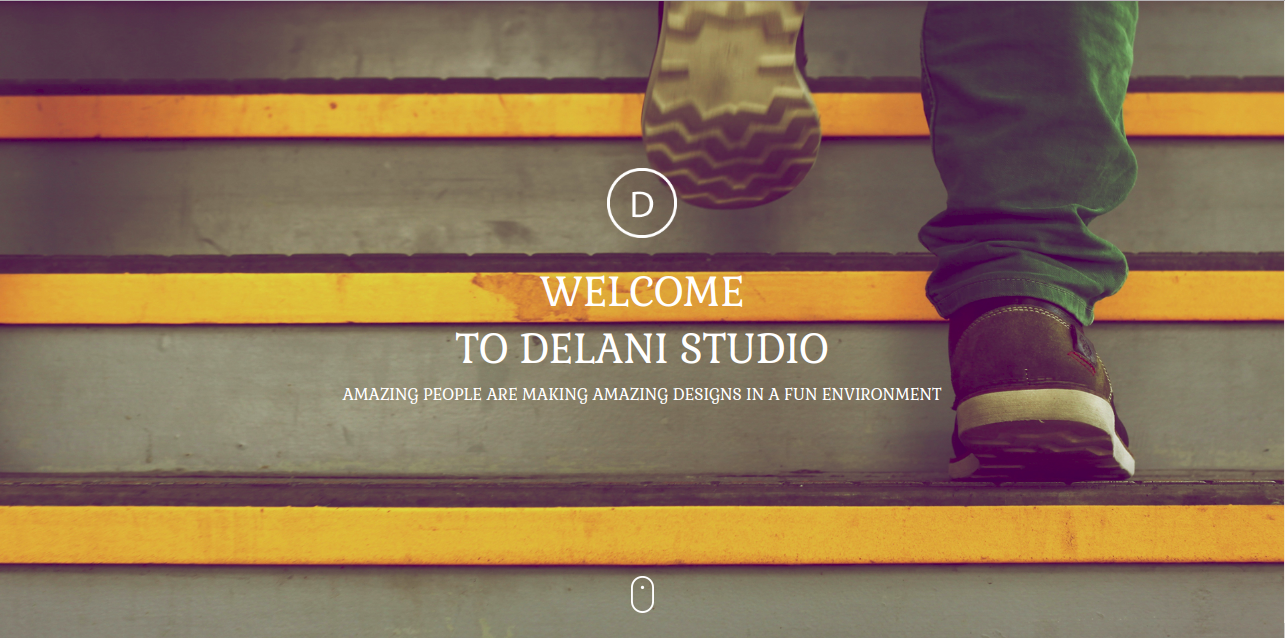 D
WELCOME
TO DELANI STUDIO
AMAZING PEOPLE ARE MAKING AMAZING DESIGNS IN A FUN ENVIRONMENT